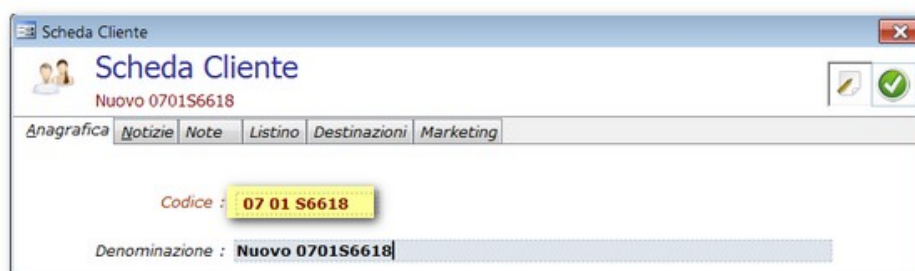 Scheda Cliente
Scheda Cliente
Nuovo 0701S6618
Anagrafica Notizie Note Listino Destinazioni Marketing
Codice : 07 01 S6618
Denominazione : Nuovo 0701S6618